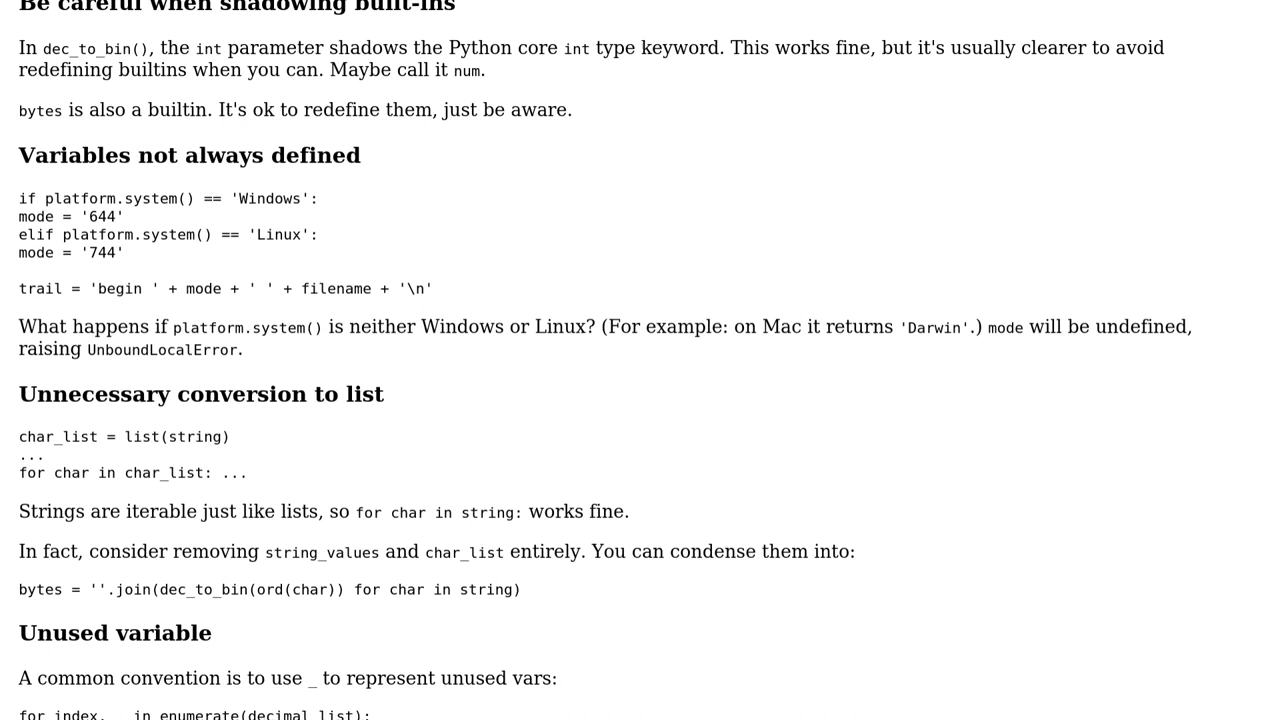 Be careful when shadowing built-ins
In dec_to_bin(), the int parameter shadows the Python core int type keyword. This works fine, but it's usually clearer to avoid
redefining builtins when you can. Maybe call it num.
bytes is also a builtin. It's ok to redefine them, just be aware.
Variables not always defined
if platform.system() == 'Windows':
mode = '644'
elif platform.system() == 'Linux':
mode = '744'
trail = 'begin ' + mode + ' ' + filename + '\n'
What happens if platform.system() is neither Windows or Linux? (For example: on Mac it returns 'Darwin'.) mode will be undefined,
raising UnboundLocalError.
Unnecessary conversion to list
char_list = list(string)
...
for char in char_list: ...
Strings are iterable just like lists, so for char in string: works fine.
In fact, consider removing string_values and char_list entirely. You can condense them into:
bytes = ''.join(dec_to_bin(ord(char)) for char in string)
Unused variable
A common convention is to use _ to represent unused vars:
for index, _ in enumerate(decimal_list):